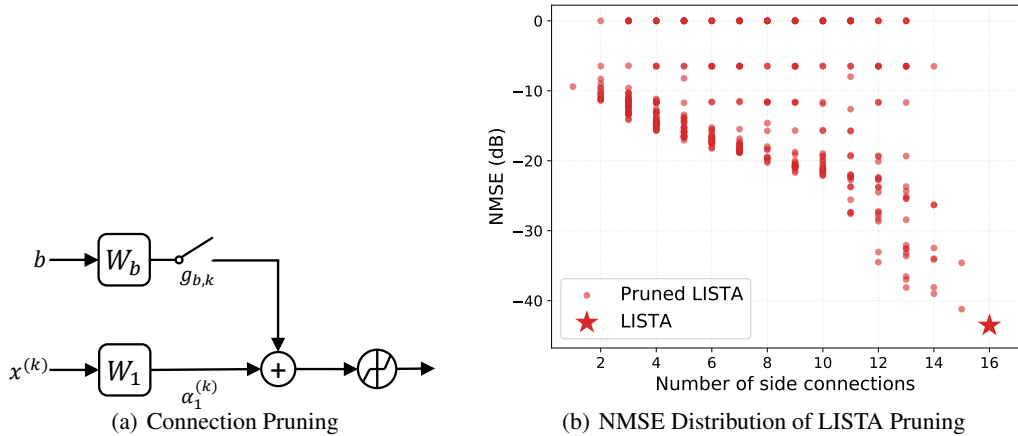 b
W_b
g_{b,k}
x^{(k)}
W_1
α_1^{(k)}
+
(a) Connection Pruning
NMSE (dB)
0
−10
−20
−30
−40
Pruned LISTA
LISTA
2 4 6 8 10 12 14 16
Number of side connections
(b) NMSE Distribution of LISTA Pruning